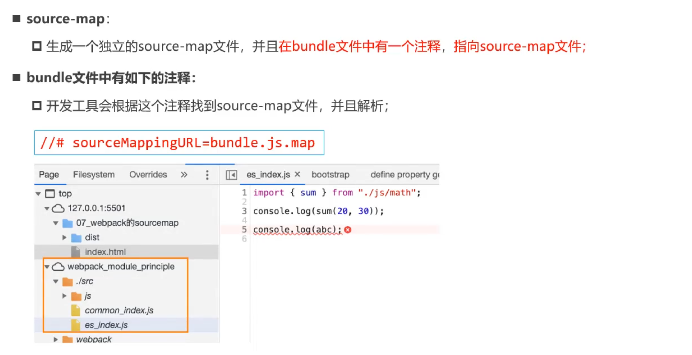 source-map：
生成一个独立的source-map文件，并且在bundle文件中有一个注释，指向source-map文件；
bundle文件中有如下的注释：
开发工具会根据这个注释找到source-map文件，并且解析；
//# sourceMappingURL=bundle.js.map
Page Filesystem Overrides » es_index.js × bootstrap define property ge
top
127.0.0.1:5501
07_webpack的sourcemap
dist
index.html
webpack_module_principle
./src
js
common_index.js
es_index.js
webpack
1 import { sum } from "./js/math";
2
3 console.log(sum(20, 30));
4
5 console.log(abc);
6